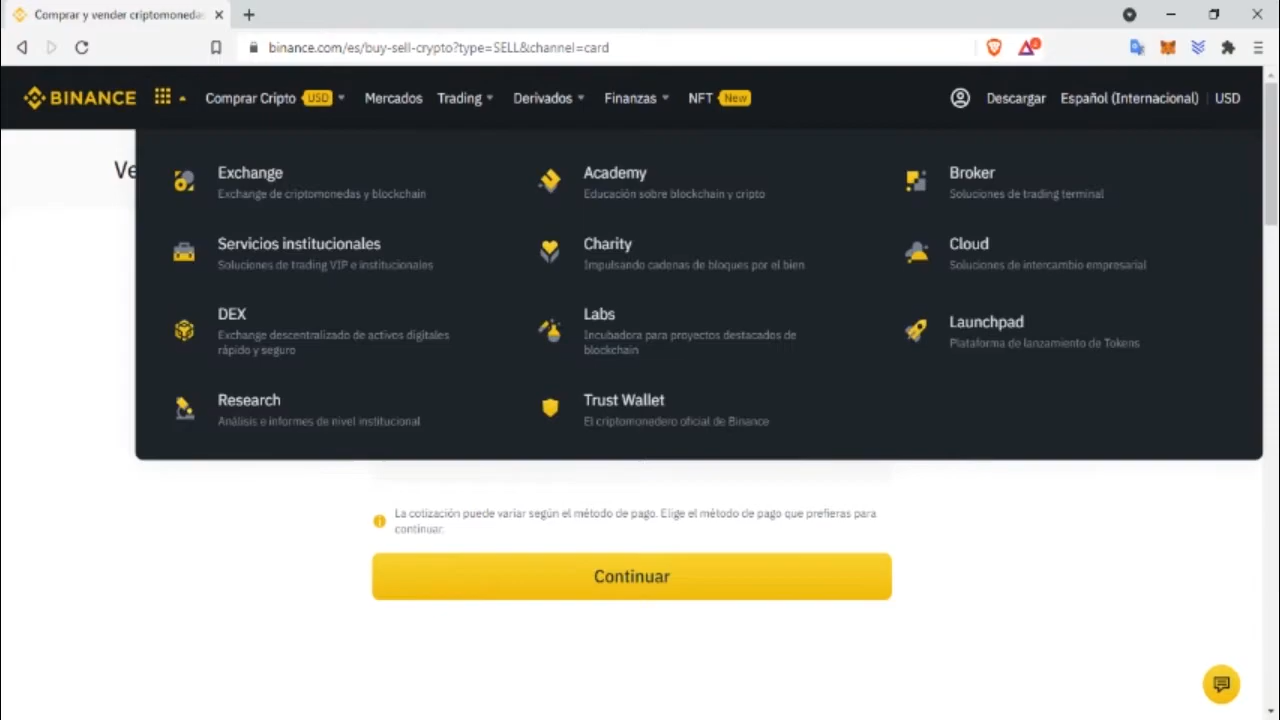 Comprar y vender criptomonedas
binance.com/es/buy-sell-crypto?type=SELL&channel=card
2
BINANCE
Comprar Cripto USD
Mercados
Trading
Derivados
Finanzas
NFT New
Descargar
Español (Internacional)
USD
Exchange
Exchange de criptomonedas y blockchain
Academy
Educación sobre blockchain y cripto
Broker
Soluciones de trading terminal
Servicios institucionales
Soluciones de trading VIP e institucionales
Charity
Impulsando cadenas de bloques por el bien
Cloud
Soluciones de intercambio empresarial
DEX
Exchange descentralizado de activos digitales
rápido y seguro
Labs
Incubadora para proyectos destacados de
blockchain
Launchpad
Plataforma de lanzamiento de Tokens
Research
Análisis e informes de nivel institucional
Trust Wallet
El criptomonedero oficial de Binance
Ve
La cotización puede variar según el método de pago. Elige el método de pago que prefieras para
continuar.
Continuar